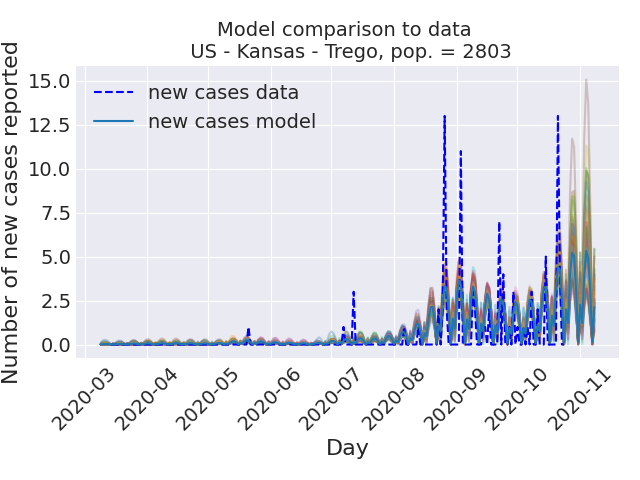 Model comparison to data
US - Kansas - Trego, pop. = 2803
Number of new cases reported
15.0
12.5
10.0
7.5
5.0
2.5
0.0
new cases data
new cases model
2020-03
2020-04
2020-05
2020-06
2020-07
2020-08
2020-09
2020-10
2020-11
Day